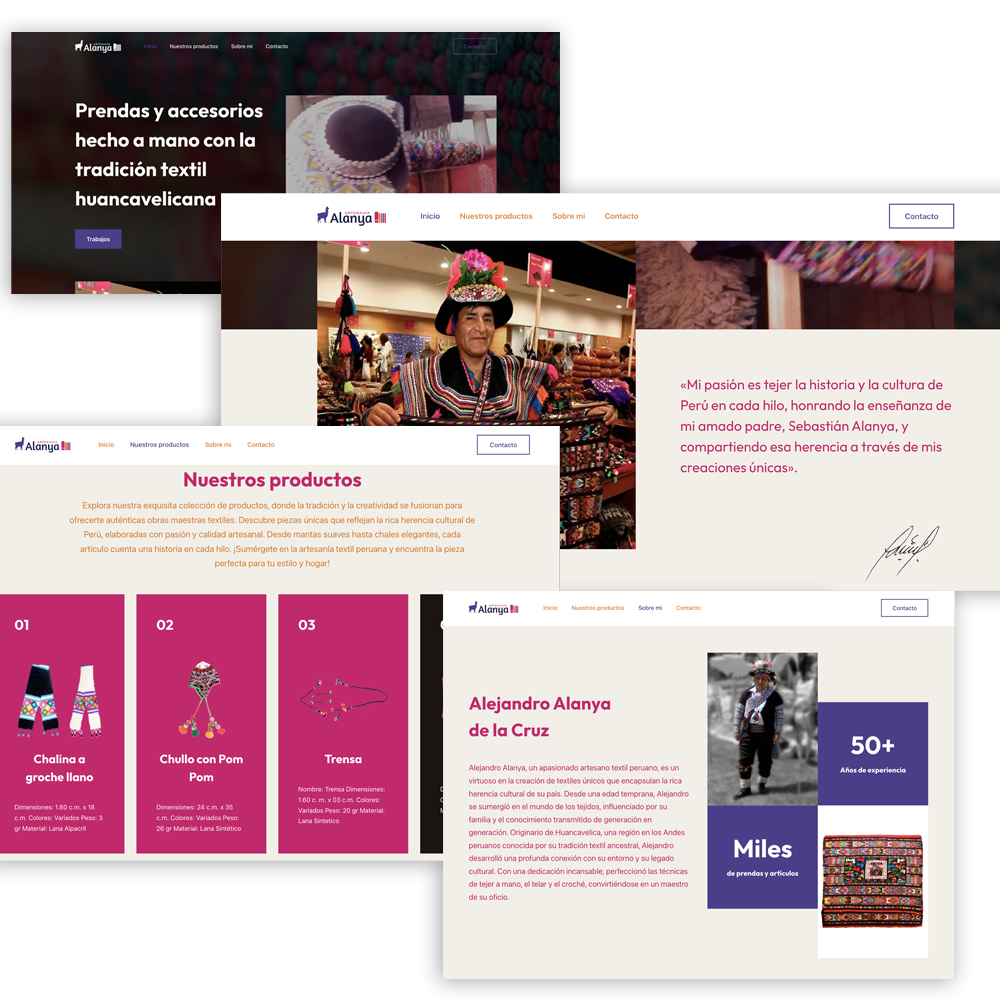 ARTESANÍA
Alanya
Inicio
Nuestros productos
Sobre mi
Contacto
Contacto
Prendas y accesorios
hecho a mano con la
tradición textil
huancavelicana
Trabajos
ARTESANÍA
Alanya
Inicio
Nuestros productos
Sobre mi
Contacto
Contacto
«Mi pasión es tejer la historia y la cultura de
Perú en cada hilo, honrando la enseñanza de
mi amado padre, Sebastián Alanya, y
compartiendo esa herencia a través de mis
creaciones únicas».
ARTESANÍA
Alanya
Inicio
Nuestros productos
Sobre mi
Contacto
Contacto
Nuestros productos
Explora nuestra exquisita colección de productos, donde la tradición y la creatividad se fusionan para
ofrecerte auténticas obras maestras textiles. Descubre piezas únicas que reflejan la rica herencia cultural de
Perú, elaboradas con pasión y calidad artesanal. Desde mantas suaves hasta chales elegantes, cada
artículo cuenta una historia en cada hilo. ¡Sumérgete en la artesanía textil peruana y encuentra la pieza
perfecta para tu estilo y hogar!
01
Chalina a
groche llano
Dimensiones: 1.80 c.m. x 18
c.m. Colores: Variados Peso: 3
gr Material: Lana Alpacril
02
Chullo con Pom
Pom
Dimensiones: 24 c.m. x 35
c.m. Colores: Variados Peso:
26 gr Material: Lana Sintético
03
Trensa
Nombre: Trensa Dimensiones:
1.60 c. m. x 03 c.m. Colores:
Variados Peso: 20 gr Material:
Lana Sintetico
ARTESANÍA
Alanya
Inicio
Nuestros productos
Sobre mi
Contacto
Contacto
Alejandro Alanya
de la Cruz
Alejandro Alanya, un apasionado artesano textil peruano, es un
virtuoso en la creación de textiles únicos que encapsulan la rica
herencia cultural de su país. Desde una edad temprana, Alejandro
se sumergió en el mundo de los tejidos, influenciado por su
familia y el conocimiento transmitido de generación en
generación. Originario de Huancavelica, una región en los Andes
peruanos conocida por su tradición textil ancestral, Alejandro
desarrolló una profunda conexión con su entorno y su legado
cultural. Con una dedicación incansable, perfeccionó las técnicas
de tejer a mano, el telar y el croché, convirtiéndose en un maestro
de su oficio.
50+
Años de experiencia
Miles
de prendas y articulos